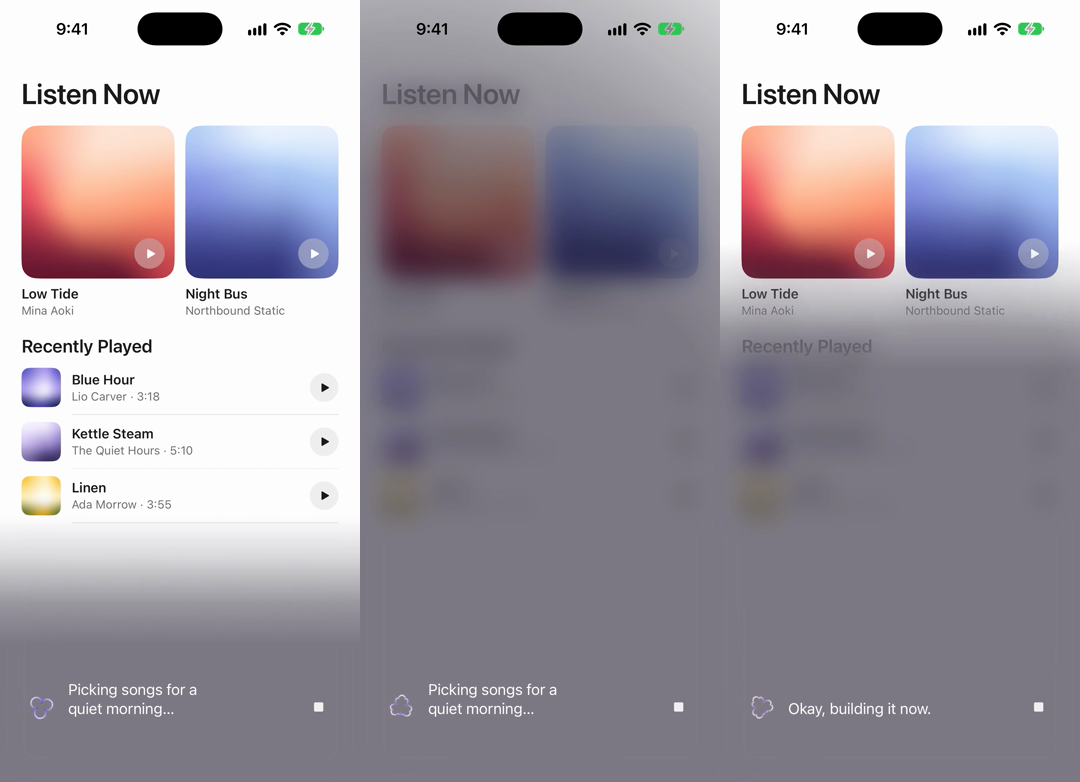 9:41
Listen Now
Low Tide
Mina Aoki
Night Bus
Northbound Static
Recently Played
Blue Hour
Lio Carver · 3:18
Kettle Steam
The Quiet Hours · 5:10
Linen
Ada Morrow · 3:55
Picking songs for a
quiet morning...
9:41
Listen Now
Picking songs for a
quiet morning...
9:41
Listen Now
Low Tide
Mina Aoki
Night Bus
Northbound Static
Recently Played
Okay, building it now.